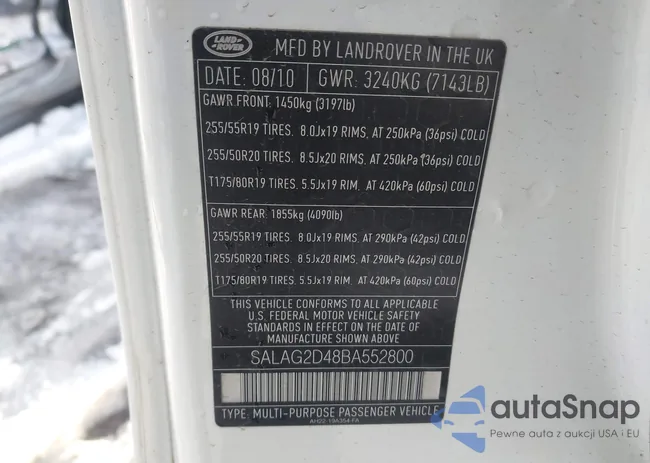 LAND
ROVER
MFD BY LANDROVER IN THE UK
DATE: 08/10 GWR: 3240KG (7143LB)
GAWR FRONT: 1450kg (3197lb)
255/55R19 TIRES. 8.0Jx19 RIMS, AT 250kPa (36psi) COLD
255/50R20 TIRES. 8.5Jx20 RIMS, AT 250kPa (36psi) COLD
T175/80R19 TIRES. 5.5Jx19 RIM, AT 420kPa (60psi) COLD
GAWR REAR: 1855kg (4090lb)
255/55R19 TIRES. 8.0Jx19 RIMS, AT 290kPa (42psi) COLD
255/50R20 TIRES. 8.5Jx20 RIMS, AT 290kPa (42psi) COLD
T175/80R19 TIRES. 5.5Jx19 RIM, AT 420kPa (60psi) COLD
THIS VEHICLE CONFORMS TO ALL APPLICABLE
U.S. FEDERAL MOTOR VEHICLE SAFETY
STANDARDS IN EFFECT ON THE DATE OF
MANUFACTURE SHOWN ABOVE
SALAG2D48BA552800
TYPE: MULTI-PURPOSE PASSENGER VEHICLE
AH22 19A354 FA
autoSnap
Pewne auta z aukcji USA i EU